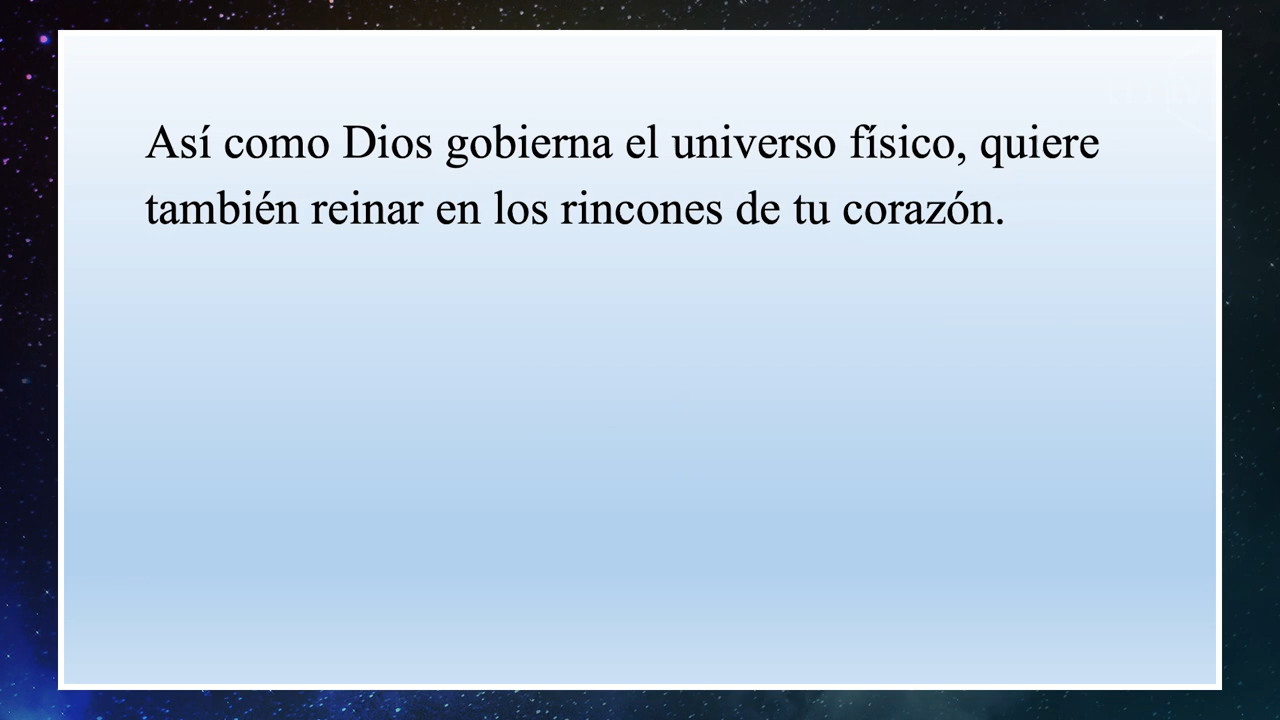 Así como Dios gobierna el universo físico, quiere
también reinar en los rincones de tu corazón.